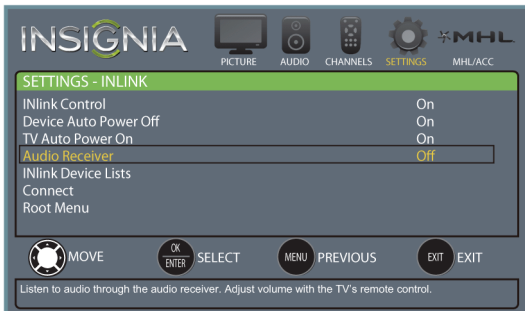 INSIGNIA
PICTURE AUDIO CHANNELS SETTINGS MHL MHL/ACC
SETTINGS - INLINK
INlink Control On
Device Auto Power Off On
TV Auto Power On On
Audio Receiver Off
INlink Device Lists
Connect
Root Menu
MOVE OK ENTER SELECT MENU PREVIOUS EXIT EXIT
Listen to audio through the audio receiver. Adjust volume with the TV's remote control.